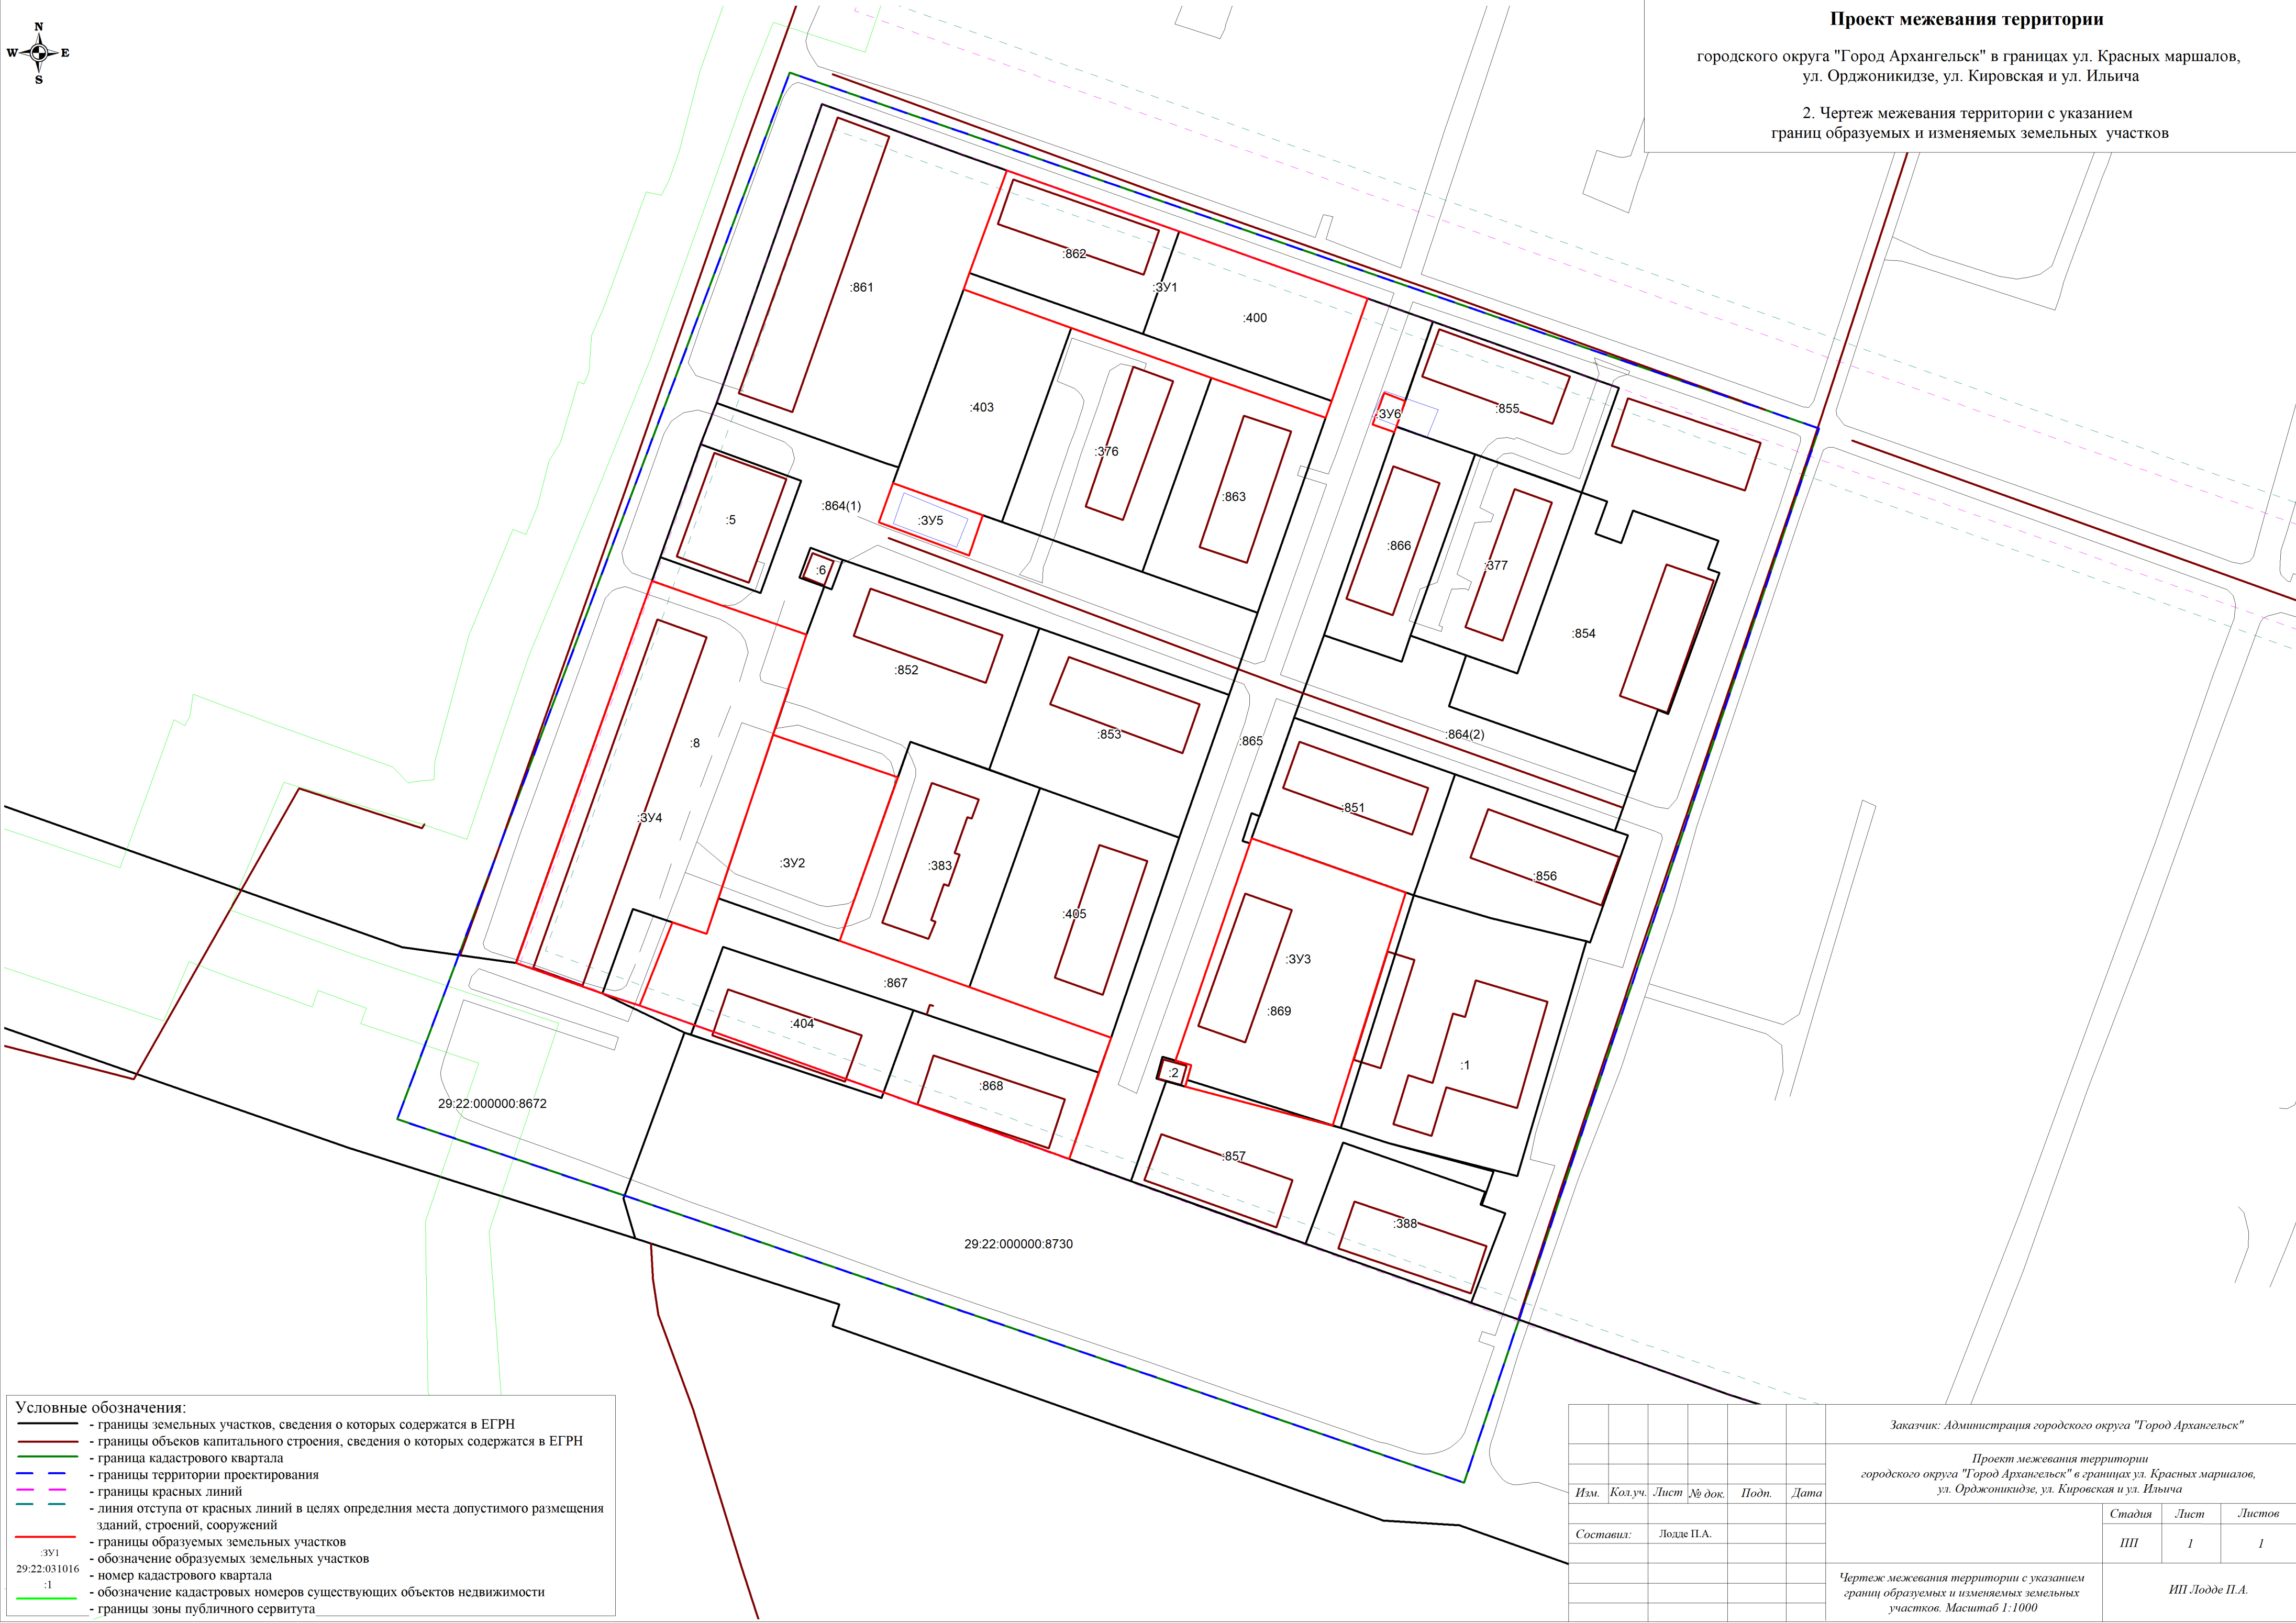 N
W E
S
Проект межевания территории
городского округа "Город Архангельск" в границах ул. Красных маршалов,
ул. Орджоникидзе, ул. Кировская и ул. Ильича
2. Чертеж межевания территории с указанием
границ образуемых и изменяемых земельных участков
:862
:861
:ЗУ1
:400
:403
:ЗУ6
:855
:376
:863
:864(1)
:5
:ЗУ5
:866
:377
:6
:854
:852
:853
:8
:865
:864(2)
:851
:ЗУ4
:ЗУ2
:383
:856
:405
:ЗУ3
:867
:869
:404
:1
:2
:868
29:22:000000:8672
:857
:388
29:22:000000:8730
Условные обозначения:
- границы земельных участков, сведения о которых содержатся в ЕГРН
- границы объеков капитального строения, сведения о которых содержатся в ЕГРН
- граница кадастрового квартала
- границы территории проектирования
- границы красных линий
- линия отступа от красных линий в целях определния места допустимого размещения
зданий, строений, сооружений
- границы образуемых земельных участков
:ЗУ1 - обозначение образуемых земельных участков
29:22:031016 - номер кадастрового квартала
:1 - обозначение кадастровых номеров существующих объектов недвижимости
- границы зоны публичного сервитута
Заказчик: Администрация городского округа "Город Архангельск"
Проект межевания территории
городского округа "Город Архангельск" в границах ул. Красных маршалов,
ул. Орджоникидзе, ул. Кировская и ул. Ильича
Изм. Кол.уч. Лист № док. Подп. Дата
Стадия Лист Листов
Составил: Лодде П.А.
ПП 1 1
Чертеж межевания территории с указанием
границ образуемых и изменяемых земельных
участков. Масштаб 1:1000
ИП Лодде П.А.